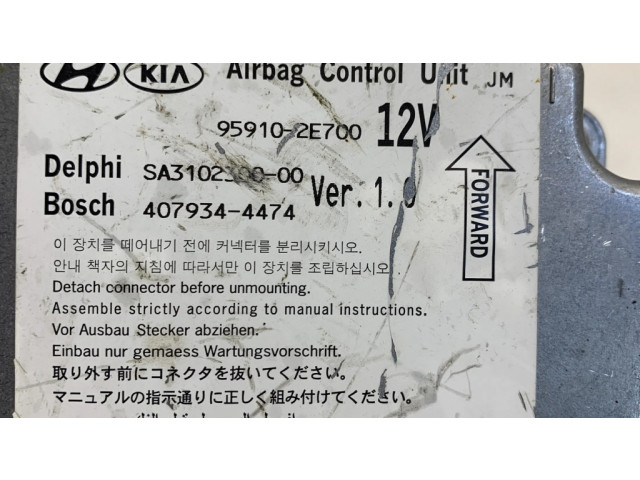 KIA Airbag Control Unit JM
95910-2E700 12V
Delphi
Bosch 407934-4474
Ver. 1.0
FORWARD
이 장치를 떼어내기 전에 커넥터를 분리시키시오.
안내 책자의 지침에 따라서만 이 장치를 조립하십시오.
Detach connector before unmounting.
Assemble strictly according to manual instructions.
Vor Ausbau Stecker abziehen.
Einbau nur gemaess Wartungsvorschrift.
取り外す前にコネクタを抜いてください。
マニュアルの指示通りに正しく組み付けてください。